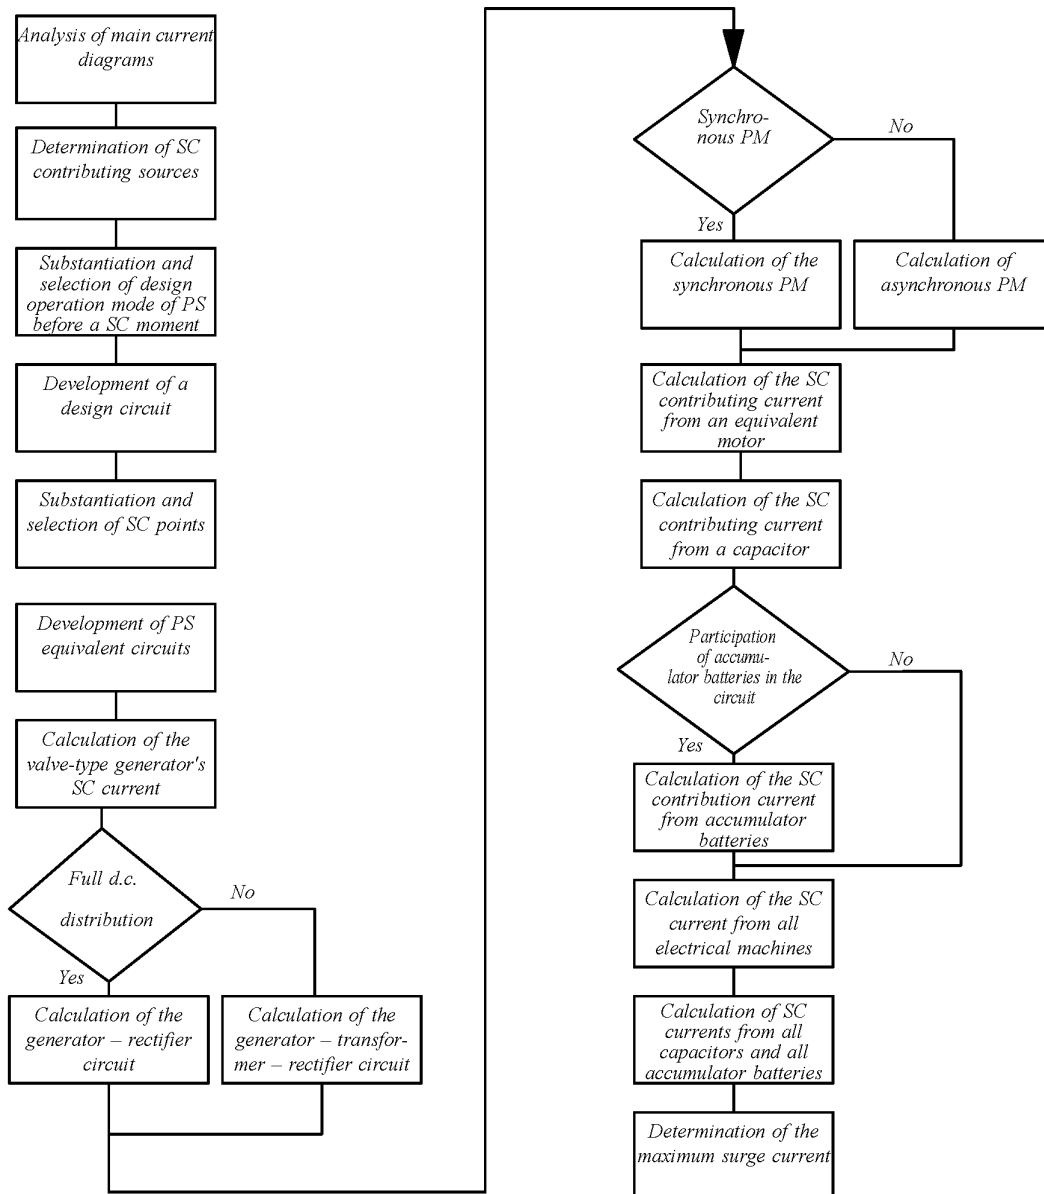 Analysis of main current
diagrams
Determination of SC
contributing sources
Substantiation and
selection of design
operation mode of PS
before a SC moment
Development of a
design circuit
Substantiation and
selection of SC points
Development of PS
equivalent circuits
Calculation of the
valve-type generator's
SC current
Full d.c.
distribution
No
Yes
Calculation of the
generator – rectifier
circuit
Calculation of the
generator – transfor-
mer – rectifier circuit
Synchro-
nous PM
No
Yes
Calculation of the
synchronous PM
Calculation of
asynchronous PM
Calculation of the SC
contributing current
from an equivalent
motor
Calculation of the SC
contributing current
from a capacitor
Participation
of accumu-
lator batteries in the
circuit
No
Yes
Calculation of the SC
contribution current
from accumulator
batteries
Calculation of the SC
current from all
electrical machines
Calculation of SC
currents from all
capacitors and all
accumulator batteries
Determination of the
maximum surge current